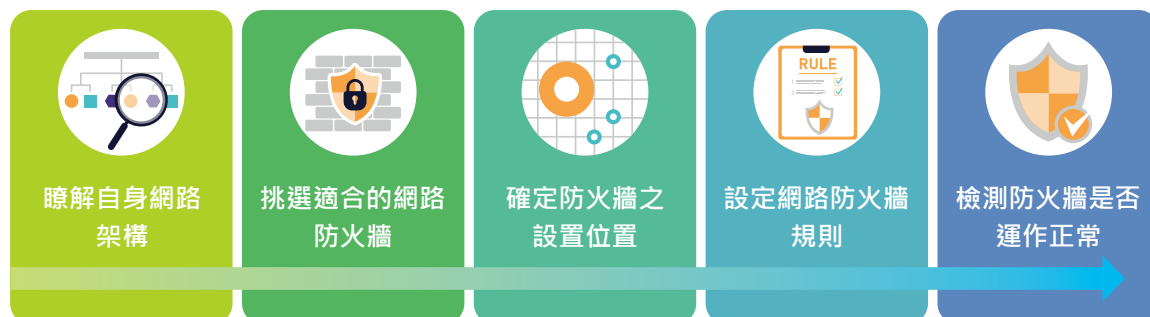 瞭解自身網路
架構
挑選適合的網路
防火牆
確定防火牆之
設置位置
RULE
1
2
設定網路防火牆
規則
檢測防火牆是否
運作正常